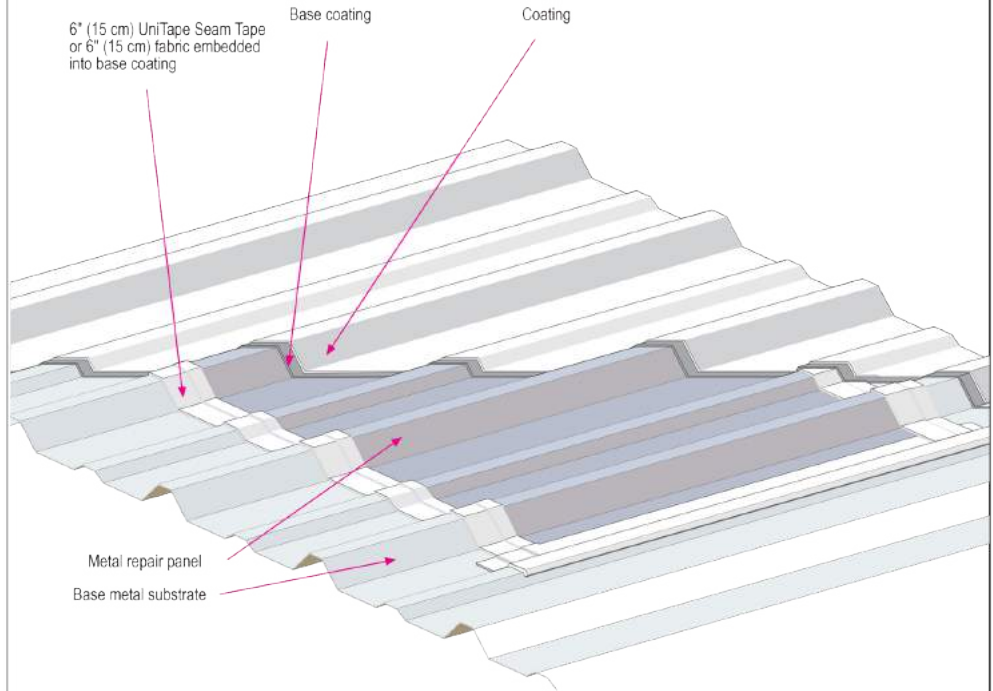 6" (15 cm) UniTape Seam Tape
or 6" (15 cm) fabric embedded
into base coating
Base coating
Coating
Metal repair panel
Base metal substrate